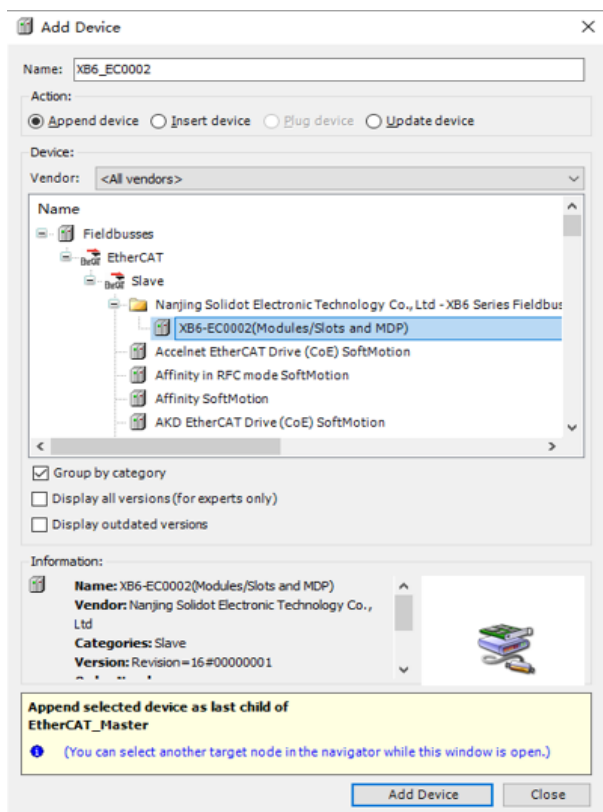 Add Device
Name: XB6_EC0002
Action:
Append device Insert device Plug device Update device
Device:
Vendor: <All vendors>
Name
Fieldbusses
EtherCAT
Slave
Nanjing Solidot Electronic Technology Co., Ltd - XB6 Series Fieldbus
XB6-EC0002(Modules/Slots and MDP)
Accelnet EtherCAT Drive (CoE) SoftMotion
Affinity in RFC mode SoftMotion
Affinity SoftMotion
AKD EtherCAT Drive (CoE) SoftMotion
Group by category
Display all versions (for experts only)
Display outdated versions
Information:
Name: XB6-EC0002(Modules/Slots and MDP)
Vendor: Nanjing Solidot Electronic Technology Co.,
Ltd
Categories: Slave
Version: Revision=16#00000001
Append selected device as last child of
EtherCAT_Master
(You can select another target node in the navigator while this window is open.)
Add Device Close